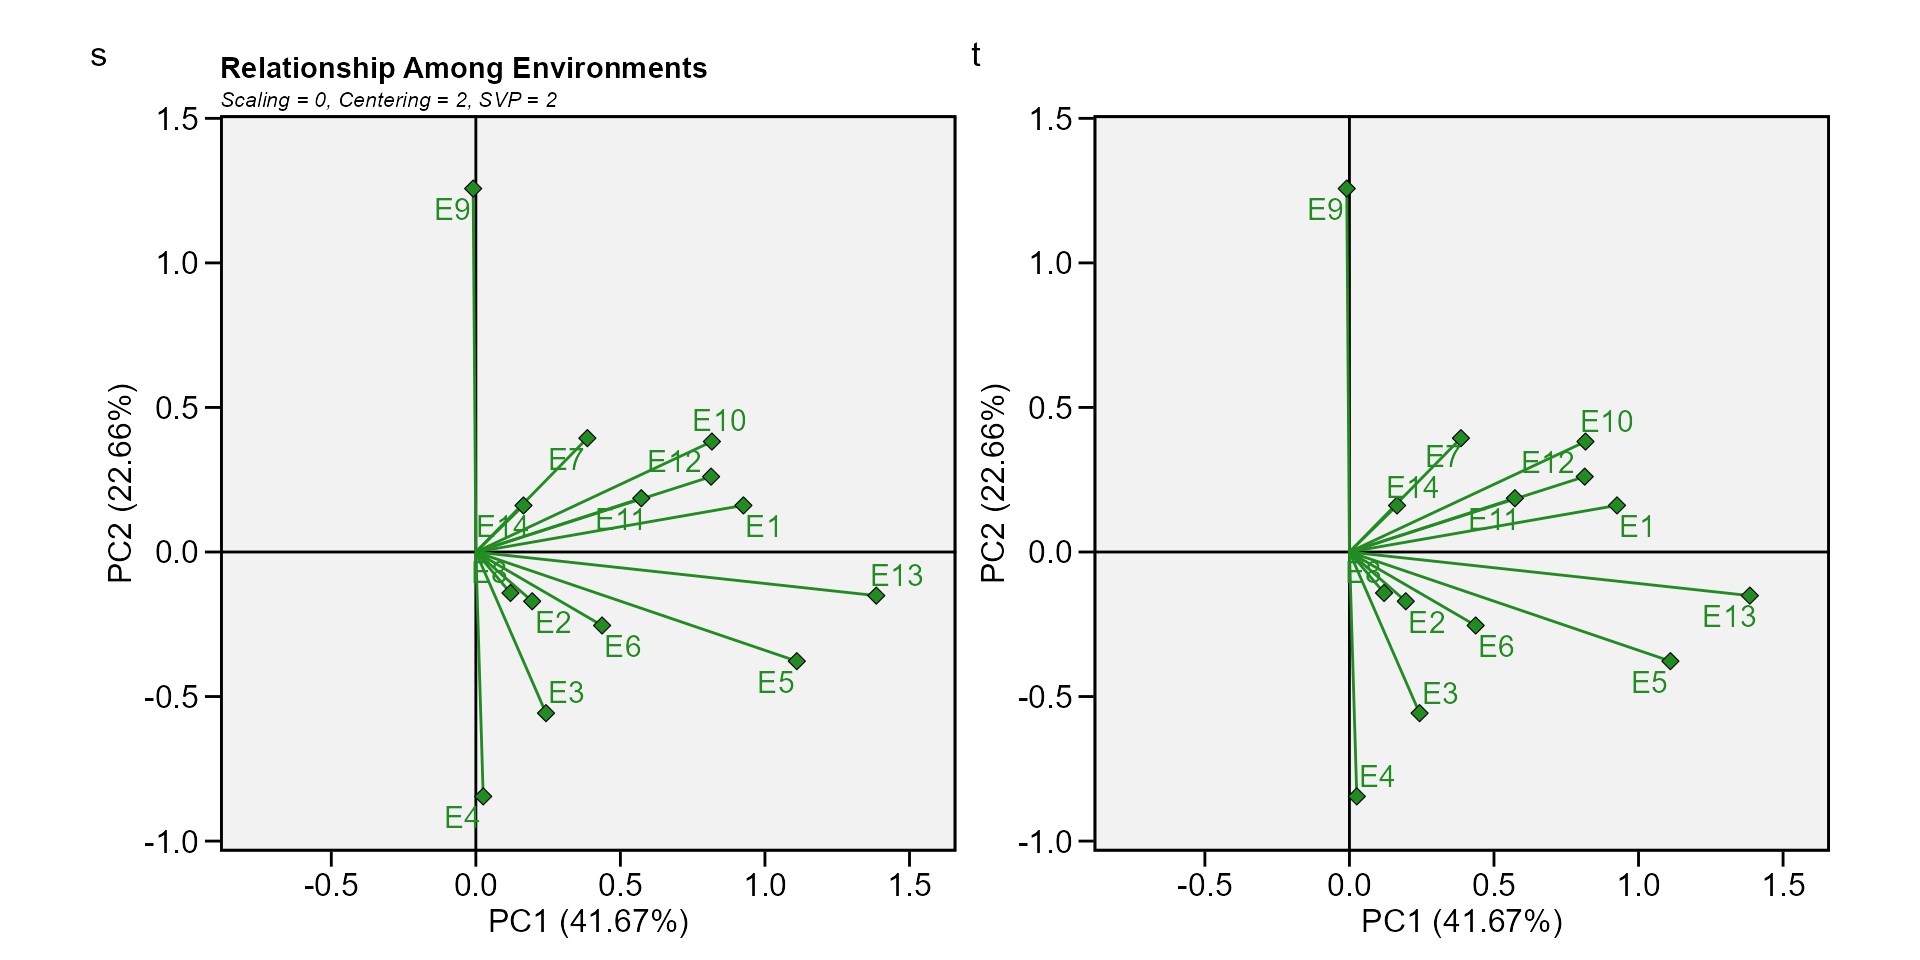 s
Relationship Among Environments
Scaling = 0, Centering = 2, SVP = 2
1.5
1.0
0.5
0.0
-0.5
-1.0
PC2 (22.66%)
E9
E10
E7
E12
E14
E11
E1
E8
E13
E2
E6
E5
E3
E4
-0.5
0.0
0.5
1.0
1.5
PC1 (41.67%)
t
1.5
1.0
0.5
0.0
-0.5
-1.0
PC2 (22.66%)
E9
E10
E7
E12
E14
E11
E1
E8
E13
E2
E6
E5
E3
E4
-0.5
0.0
0.5
1.0
1.5
PC1 (41.67%)